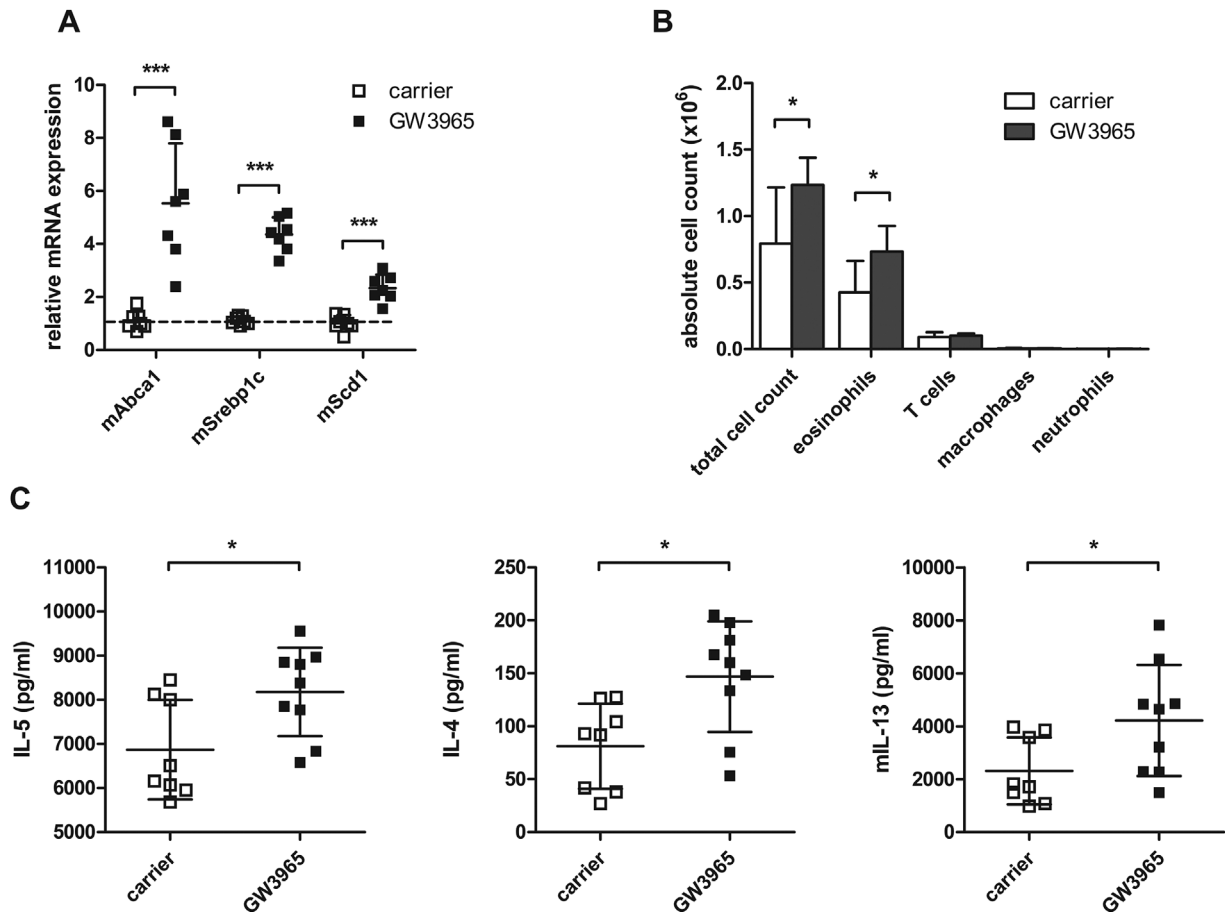 A
relative mRNA expression
10
8
6
4
2
0
***
***
***
carrier
GW3965
mAbca1
mSrebp1c
mScd1
B
absolute cell count (x10⁶)
2.0
1.5
1.0
0.5
0.0
*
*
carrier
GW3965
total cell count
eosinophils
T cells
macrophages
neutrophils
C
IL-5 (pg/ml)
11000
10000
9000
8000
7000
6000
5000
*
carrier
GW3965
IL-4 (pg/ml)
250
200
150
100
50
0
*
carrier
GW3965
mIL-13 (pg/ml)
10000
8000
6000
4000
2000
0
*
carrier
GW3965